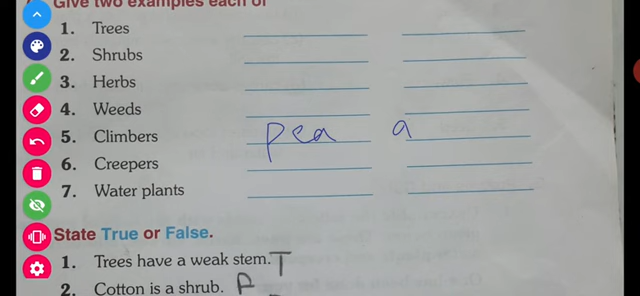 Give two examples each of
1. Trees
2. Shrubs
3. Herbs
4. Weeds
5. Climbers pea a
6. Creepers
7. Water plants
State True or False.
1. Trees have a weak stem. T
2. Cotton is a shrub.